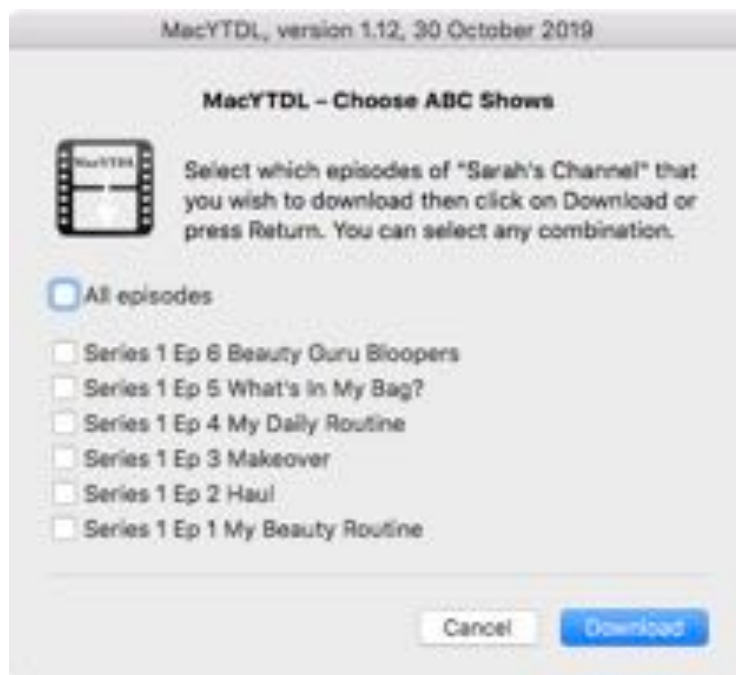 MacYTDL, version 1.12, 30 October 2019
MacYTDL – Choose ABC Shows
MacYTDL
Select which episodes of "Sarah's Channel" that
you wish to download then click on Download or
press Return. You can select any combination.
All episodes
Series 1 Ep 6 Beauty Guru Bloopers
Series 1 Ep 5 What's In My Bag?
Series 1 Ep 4 My Daily Routine
Series 1 Ep 3 Makeover
Series 1 Ep 2 Haul
Series 1 Ep 1 My Beauty Routine
Cancel
Download